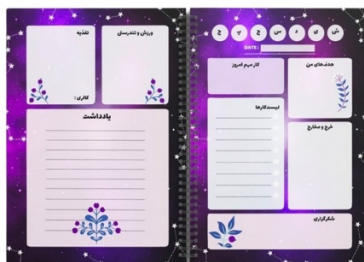 ش ی د س چ پ ج
DATE:
هدف‌های من
کار مهم امروز
لیست کارها
خرج و مخارج
شکرگزاری
ورزش و تندرستی
تغذیه
کالری :
یادداشت